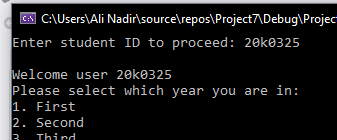 C:\Users\Ali Nadir\source\repos\Project7\Debug\Project
Enter student ID to proceed: 20k0325
Welcome user 20k0325
Please select which year you are in:
1. First
2. Second
3. Third